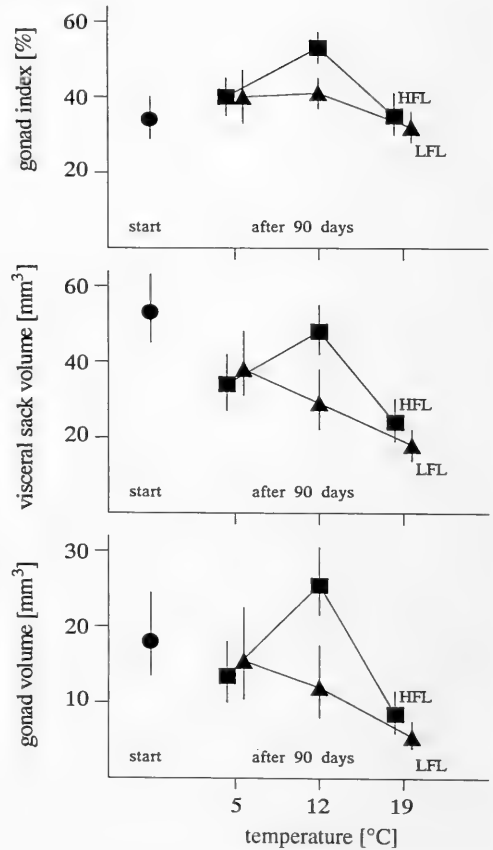 gonad index [%]
60
40
20
HFL
LFL
start
after 90 days
visceral sack volume [mm³]
60
40
20
HFL
LFL
start
after 90 days
gonad volume [mm³]
30
20
10
HFL
LFL
start
after 90 days
5
12
19
temperature [°C]